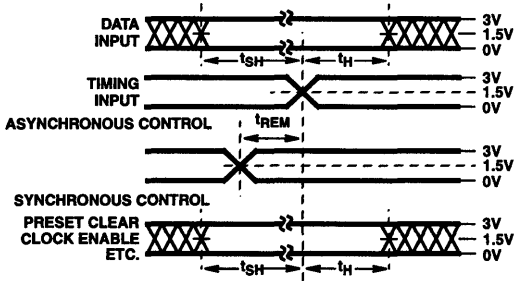 DATA INPUT
3V
1.5V
0V
tSH
tH
TIMING INPUT
3V
1.5V
0V
ASYNCHRONOUS CONTROL
tREM
3V
1.5V
0V
SYNCHRONOUS CONTROL
PRESET CLEAR
CLOCK ENABLE
ETC.
3V
1.5V
0V
tSH
tH